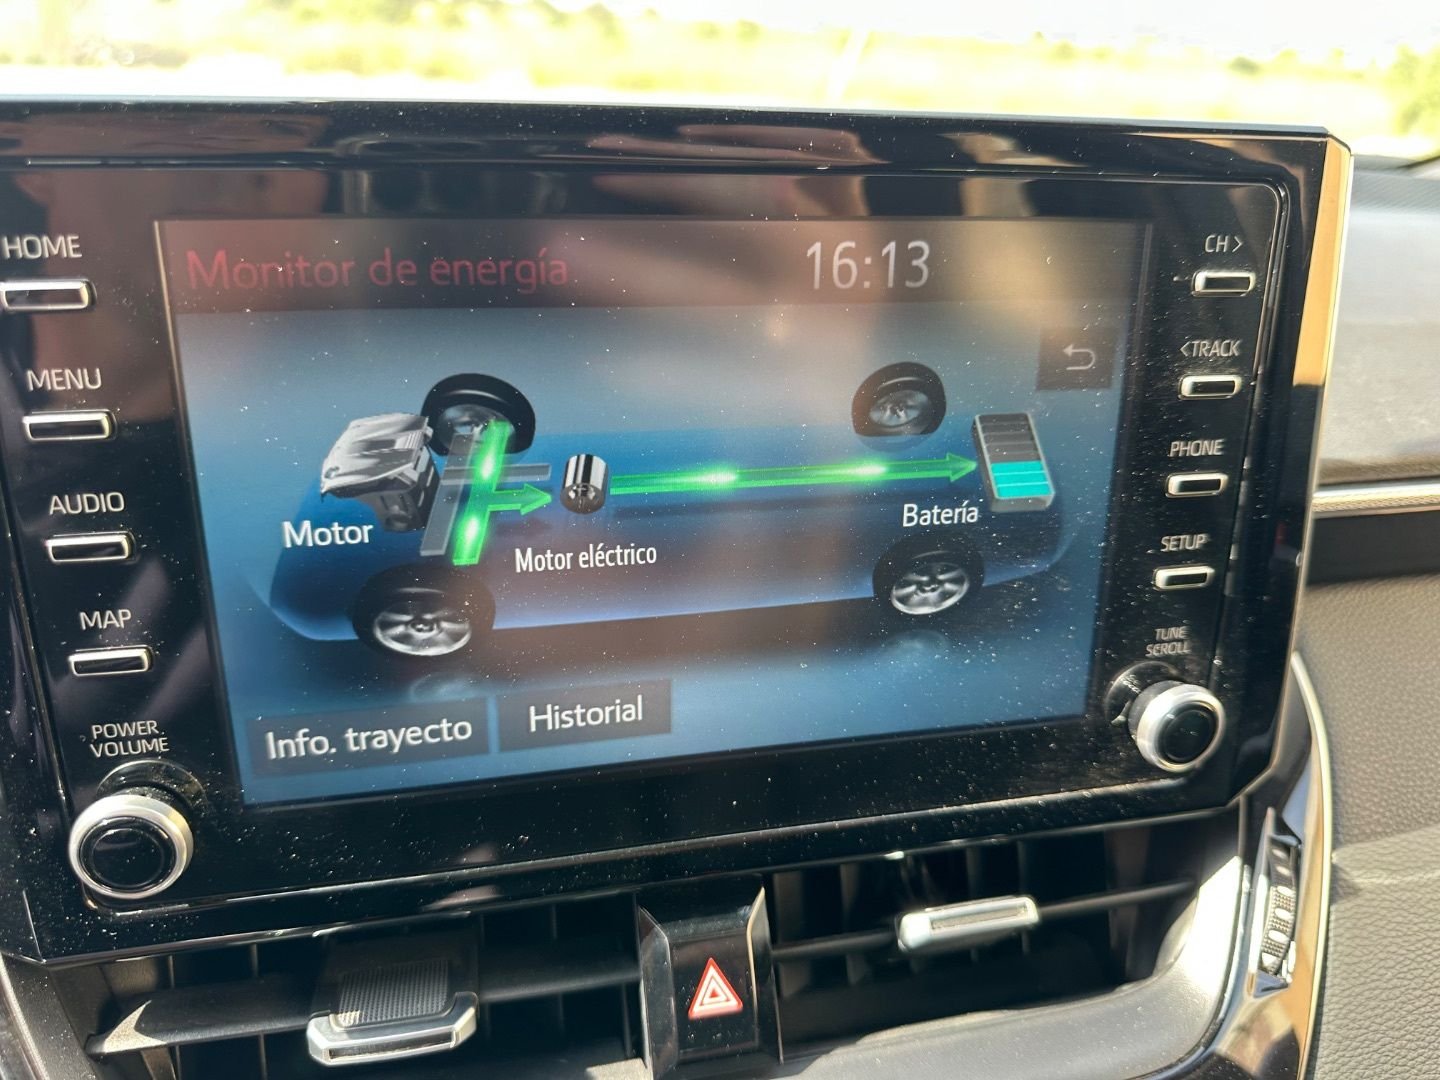 HOME
MENU
AUDIO
MAP
POWER
VOLUME
Monitor de energía
16:13
Motor
Motor eléctrico
Batería
Info. trayecto
Historial
CH >
< TRACK
PHONE
SETUP
TUNE
SCROLL